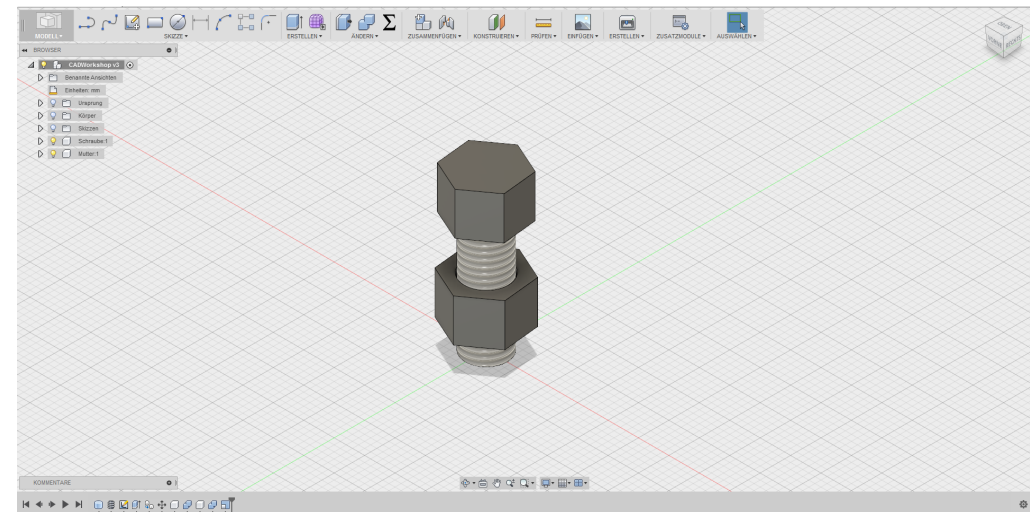 MODELL
SKIZZE
ERSTELLEN
ÄNDERN
ZUSAMMENFÜGEN
KONSTRUIEREN
PRÜFEN
EINFÜGEN
ERSTELLEN
ZUSATZMODULE
AUSWÄHLEN
BROWSER
CADWorkshop v3
Benannte Ansichten
Einheiten: mm
Ursprung
Körper
Skizzen
Schraube:1
Mutter:1
KOMMENTARE